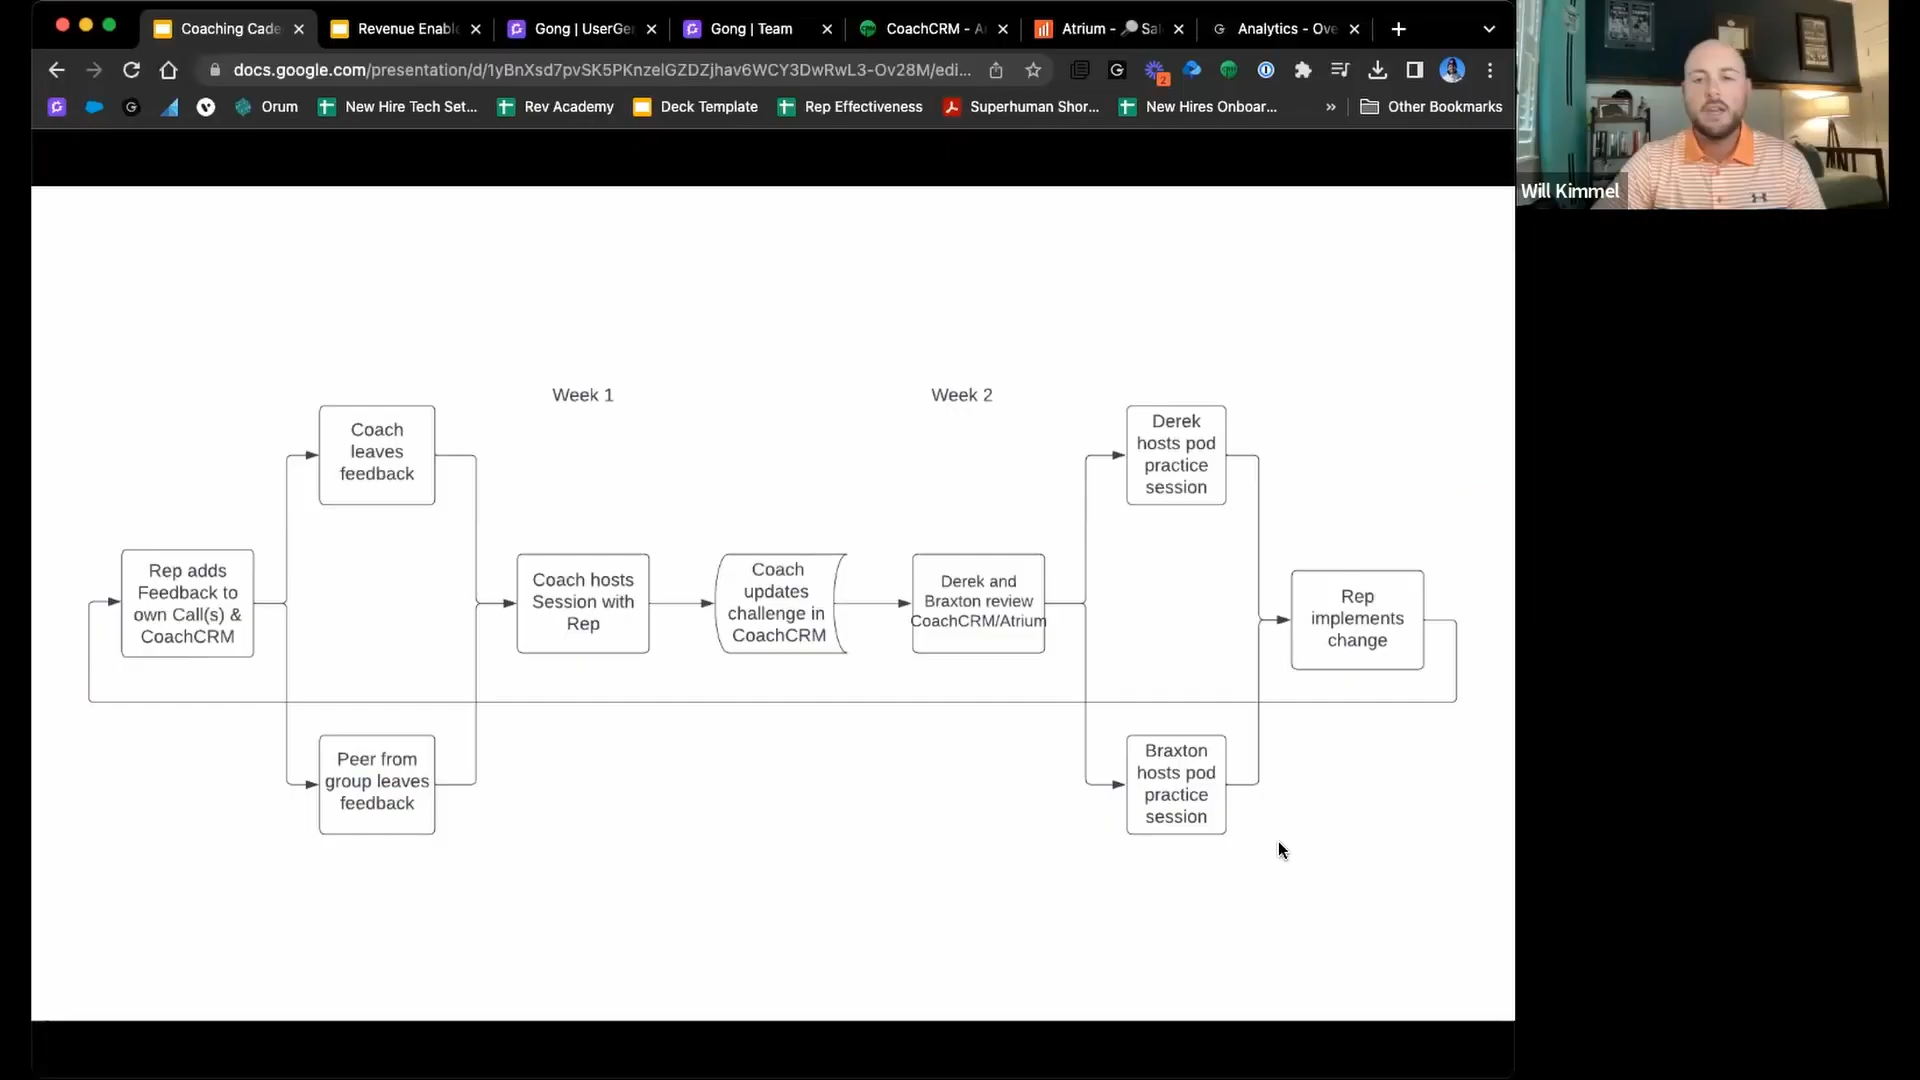 Coaching Cade
Revenue Enabl
Gong | UserGe
Gong | Team
CoachCRM - A
Atrium - Sal
Analytics - Ove
docs.google.com/presentation/d/1yBnXsd7pvSK5PKnzelGZDZjhav6WCY3DwRwL3-Ov28M/edi...
2
Orum
New Hire Tech Set...
Rev Academy
Deck Template
Rep Effectiveness
Superhuman Shor...
New Hires Onboar...
»
Other Bookmarks
Will Kimmel
Week 1
Week 2
Coach
leaves
feedback
Derek
hosts pod
practice
session
Rep adds
Feedback to
own Call(s) &
CoachCRM
Coach hosts
Session with
Rep
Coach
updates
challenge in
CoachCRM
Derek and
Braxton review
CoachCRM/Atrium
Rep
implements
change
Peer from
group leaves
feedback
Braxton
hosts pod
practice
session